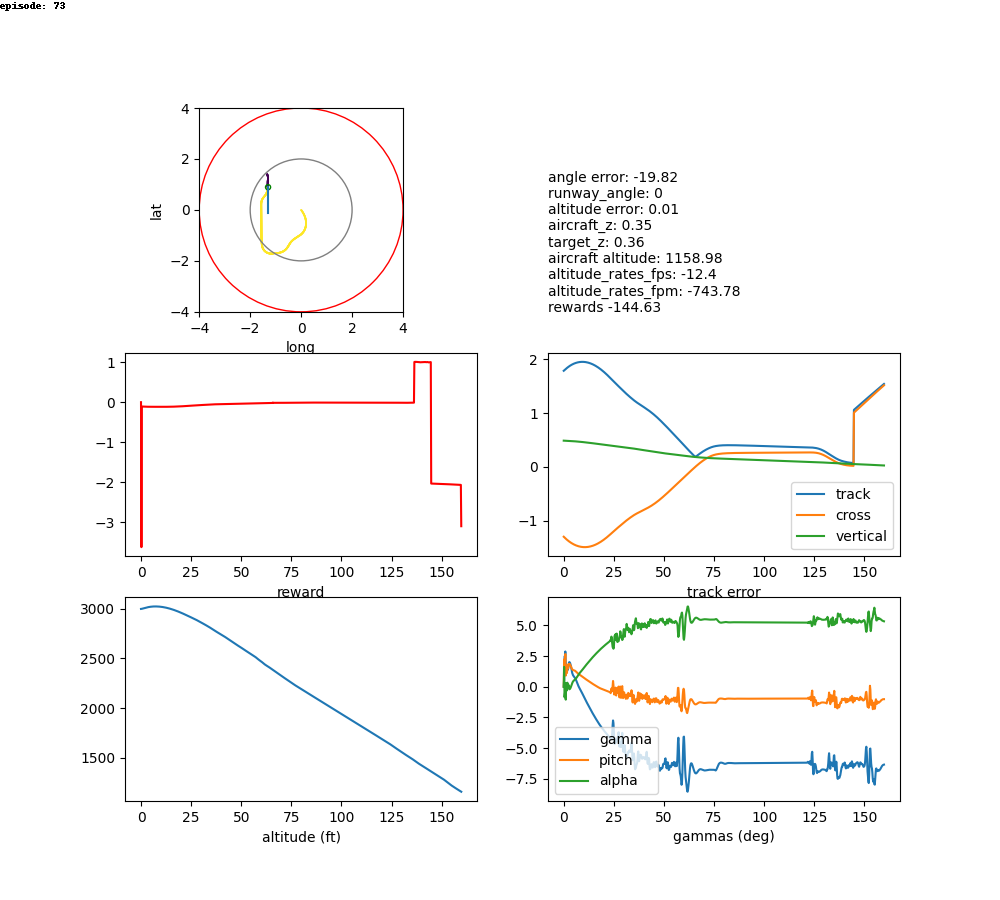 episode: 73
4
2
0
−2
−4
lat
−4 −2 0 2 4
long
angle error: -19.82
runway_angle: 0
altitude error: 0.01
aircraft_z: 0.35
target_z: 0.36
aircraft altitude: 1158.98
altitude_rates_fps: -12.4
altitude_rates_fpm: -743.78
rewards -144.63
1
0
−1
−2
−3
0 25 50 75 100 125 150
reward
2
1
0
−1
track
cross
vertical
0 25 50 75 100 125 150
track error
3000
2500
2000
1500
0 25 50 75 100 125 150
altitude (ft)
5.0
2.5
0.0
−2.5
−5.0
−7.5
gamma
pitch
alpha
0 25 50 75 100 125 150
gammas (deg)